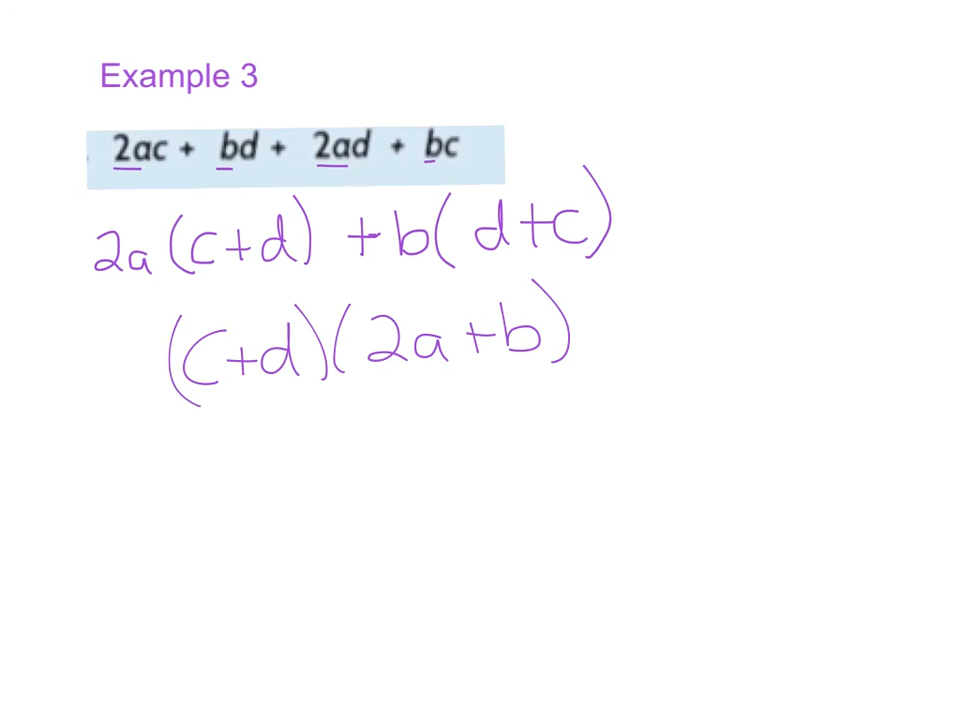 Example 3
2ac + bd + 2ad + bc
2a(c+d) +b(d+c)
(c+d)(2a+b)